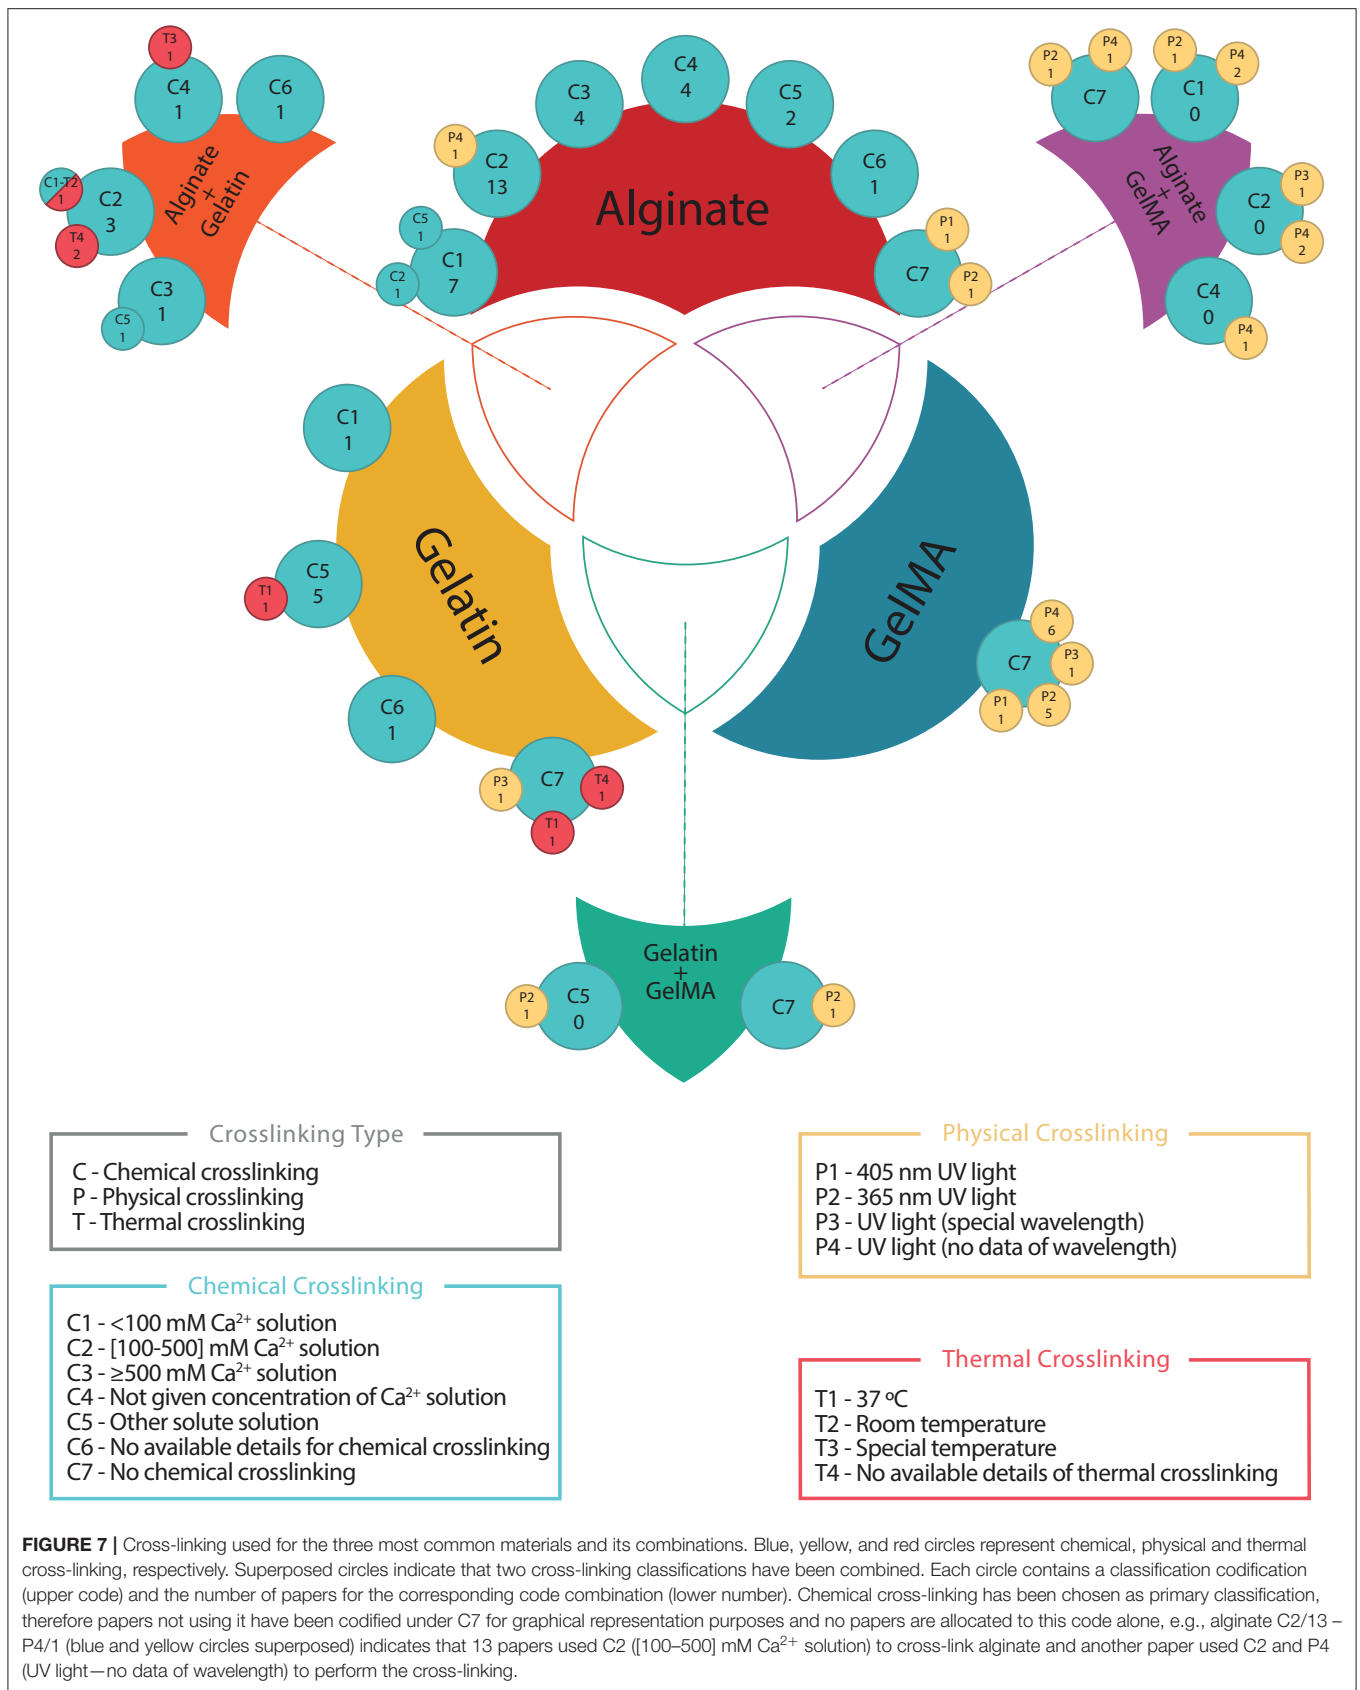 T3
1
C4
1
C6
1
C1-T2
1
C2
3
T4
2
C3
1
C5
1
Alginate
+
Gelatin
C4
4
C3
4
C5
2
P4
1
C2
13
C6
1
C5
1
C1
7
C2
1
P1
1
C7
P2
1
Alginate
P2
1
P4
1
C7
P2
1
P4
2
C1
0
P3
1
C2
0
P4
2
C4
0
P4
1
Alginate
+
GelMA
C1
1
C5
5
T1
1
C6
1
C7
P3
1
T4
1
T1
1
Gelatin
GelMA
P4
6
C7
P3
1
P2
5
P1
1
Gelatin
+
GelMA
P2
1
C5
0
C7
P2
1
Crosslinking Type
C - Chemical crosslinking
P - Physical crosslinking
T - Thermal crosslinking
Physical Crosslinking
P1 - 405 nm UV light
P2 - 365 nm UV light
P3 - UV light (special wavelength)
P4 - UV light (no data of wavelength)
Chemical Crosslinking
C1 - <100 mM Ca²⁺ solution
C2 - [100-500] mM Ca²⁺ solution
C3 - ≥500 mM Ca²⁺ solution
C4 - Not given concentration of Ca²⁺ solution
C5 - Other solute solution
C6 - No available details for chemical crosslinking
C7 - No chemical crosslinking
Thermal Crosslinking
T1 - 37 ºC
T2 - Room temperature
T3 - Special temperature
T4 - No available details of thermal crosslinking
FIGURE 7 | Cross-linking used for the three most common materials and its combinations. Blue, yellow, and red circles represent chemical, physical and thermal
cross-linking, respectively. Superposed circles indicate that two cross-linking classifications have been combined. Each circle contains a classification codification
(upper code) and the number of papers for the corresponding code combination (lower number). Chemical cross-linking has been chosen as primary classification,
therefore papers not using it have been codified under C7 for graphical representation purposes and no papers are allocated to this code alone, e.g., alginate C2/13 –
P4/1 (blue and yellow circles superposed) indicates that 13 papers used C2 ([100–500] mM Ca²⁺ solution) to cross-link alginate and another paper used C2 and P4
(UV light—no data of wavelength) to perform the cross-linking.